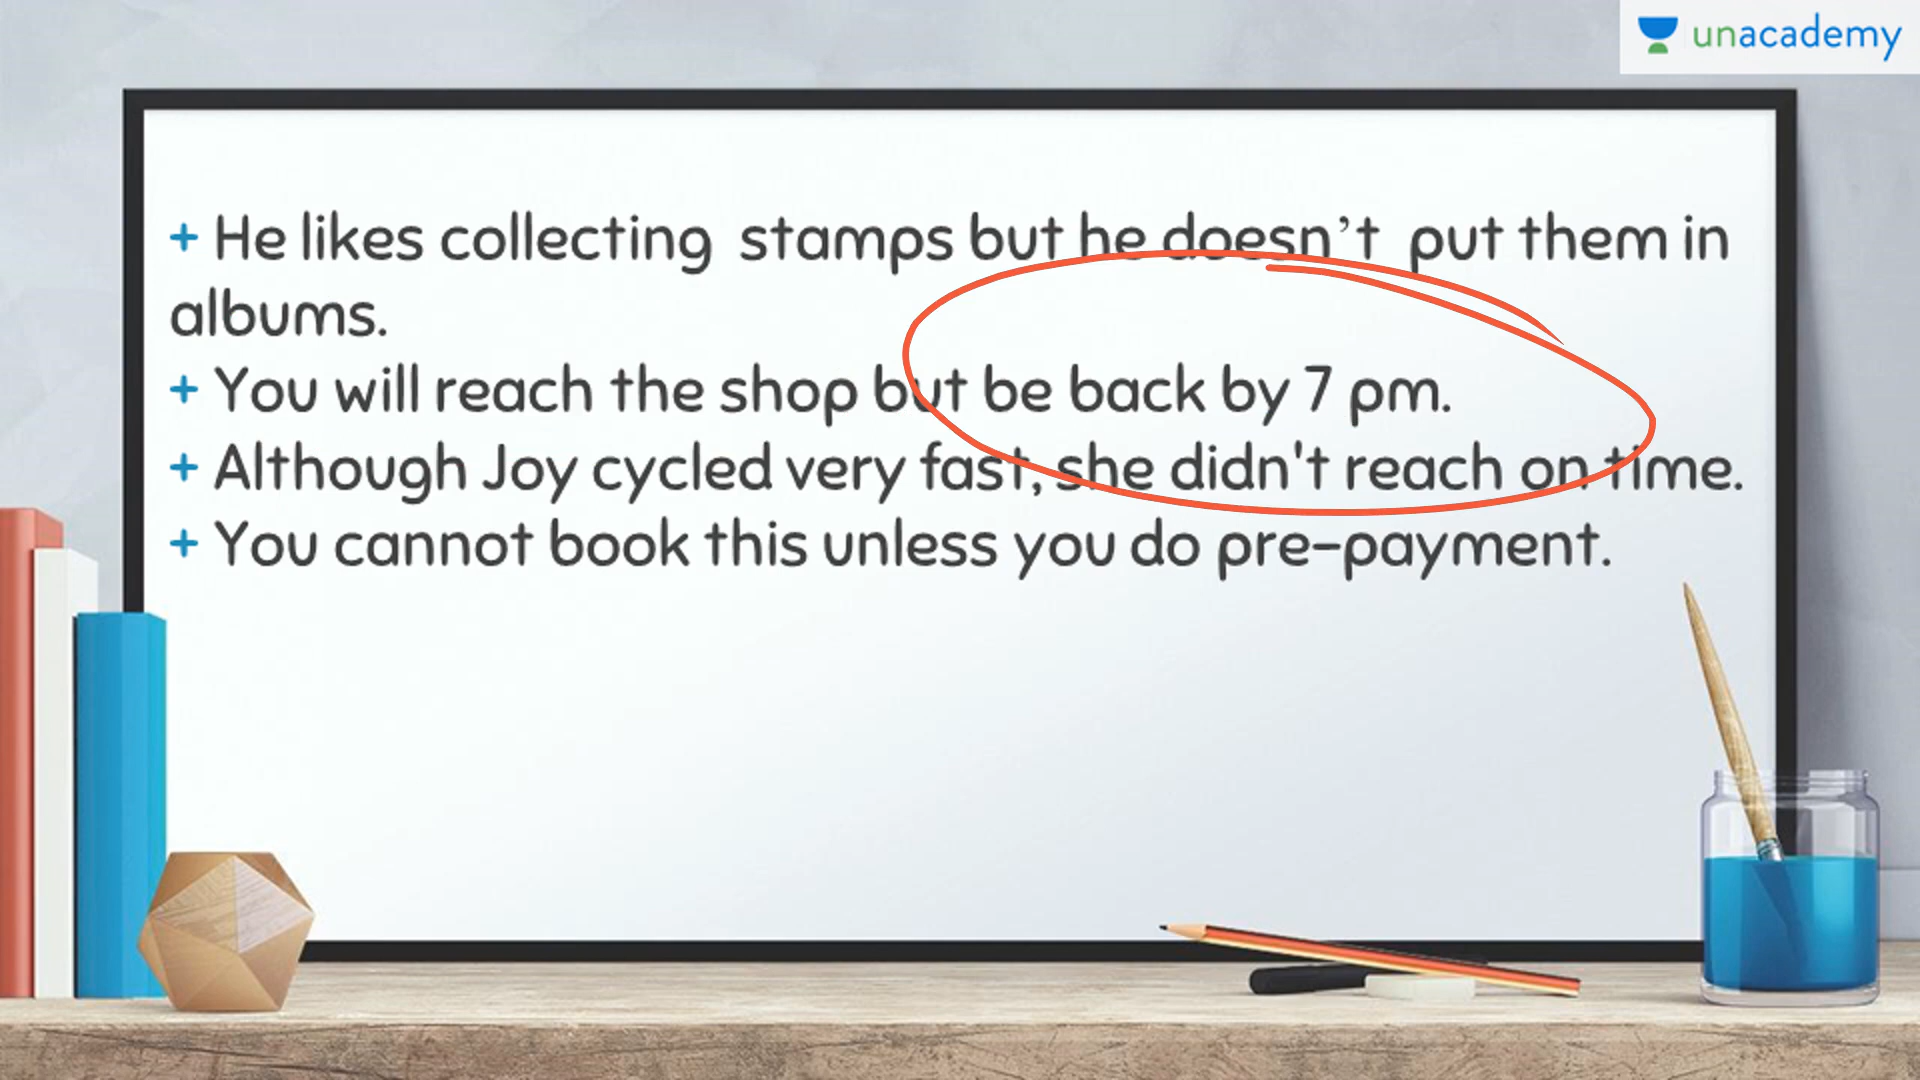 unacademy
+ He likes collecting stamps but he doesn’t put them in
albums.
+ You will reach the shop but be back by 7 pm.
+ Although Joy cycled very fast, she didn't reach on time.
+ You cannot book this unless you do pre-payment.